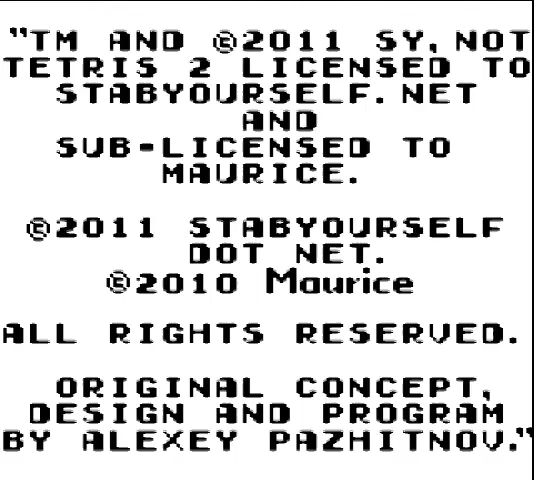 "TM AND ©2011 SY, NOT
TETRIS 2 LICENSED TO
STABYOURSELF.NET
AND
SUB-LICENSED TO
MAURICE.
©2011 STABYOURSELF
DOT NET.
©2010 Maurice
ALL RIGHTS RESERVED.
ORIGINAL CONCEPT,
DESIGN AND PROGRAM
BY ALEXEY PAZHITNOV."